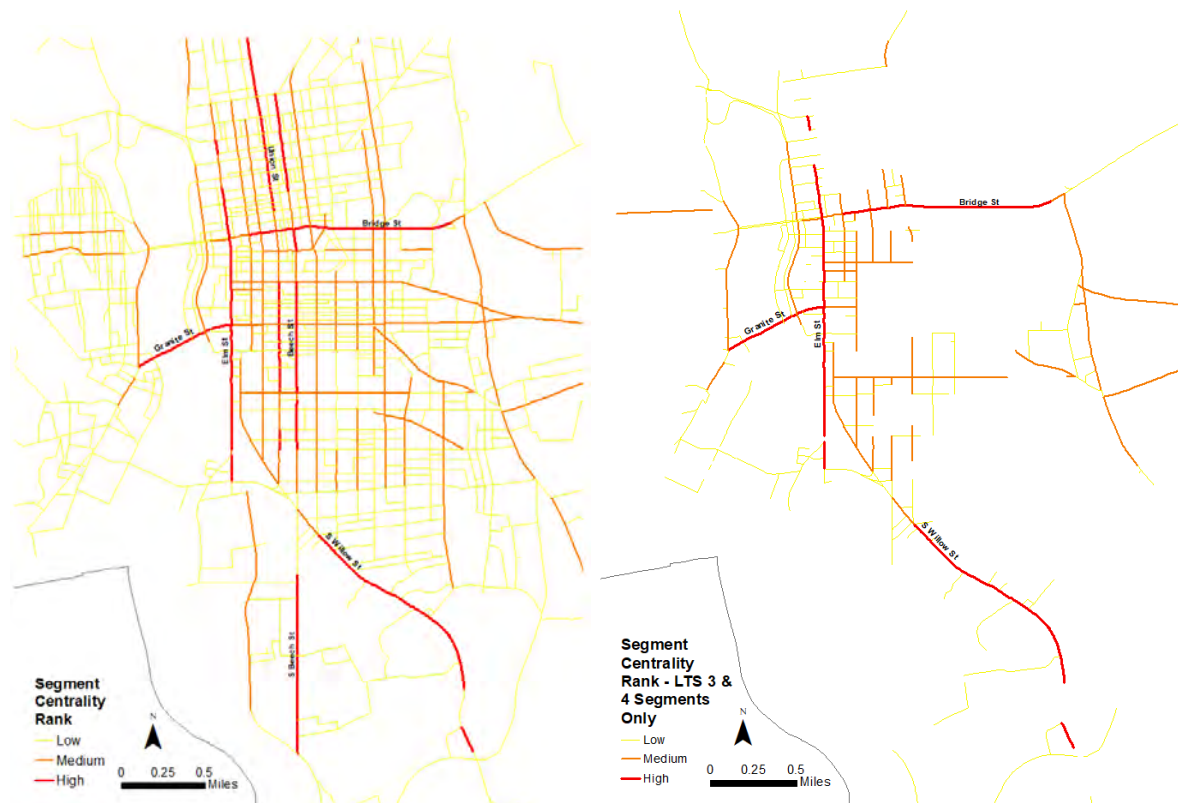 Union St
Bridge St
Granite St
Elm St
Beech St
S Willow St
S Beech St
Segment
Centrality
Rank
Low
Medium
High
N
0 0.25 0.5
Miles
Bridge St
Granite St
Elm St
S Willow St
Segment
Centrality
Rank - LTS 3 &
4 Segments
Only
Low
Medium
High
N
0 0.25 0.5
Miles